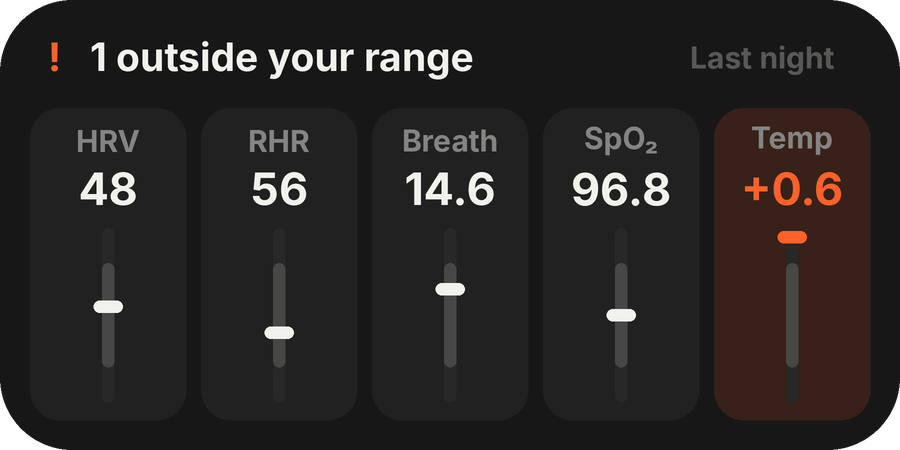 ! 1 outside your range
Last night
HRV
48
RHR
56
Breath
14.6
SpO₂
96.8
Temp
+0.6